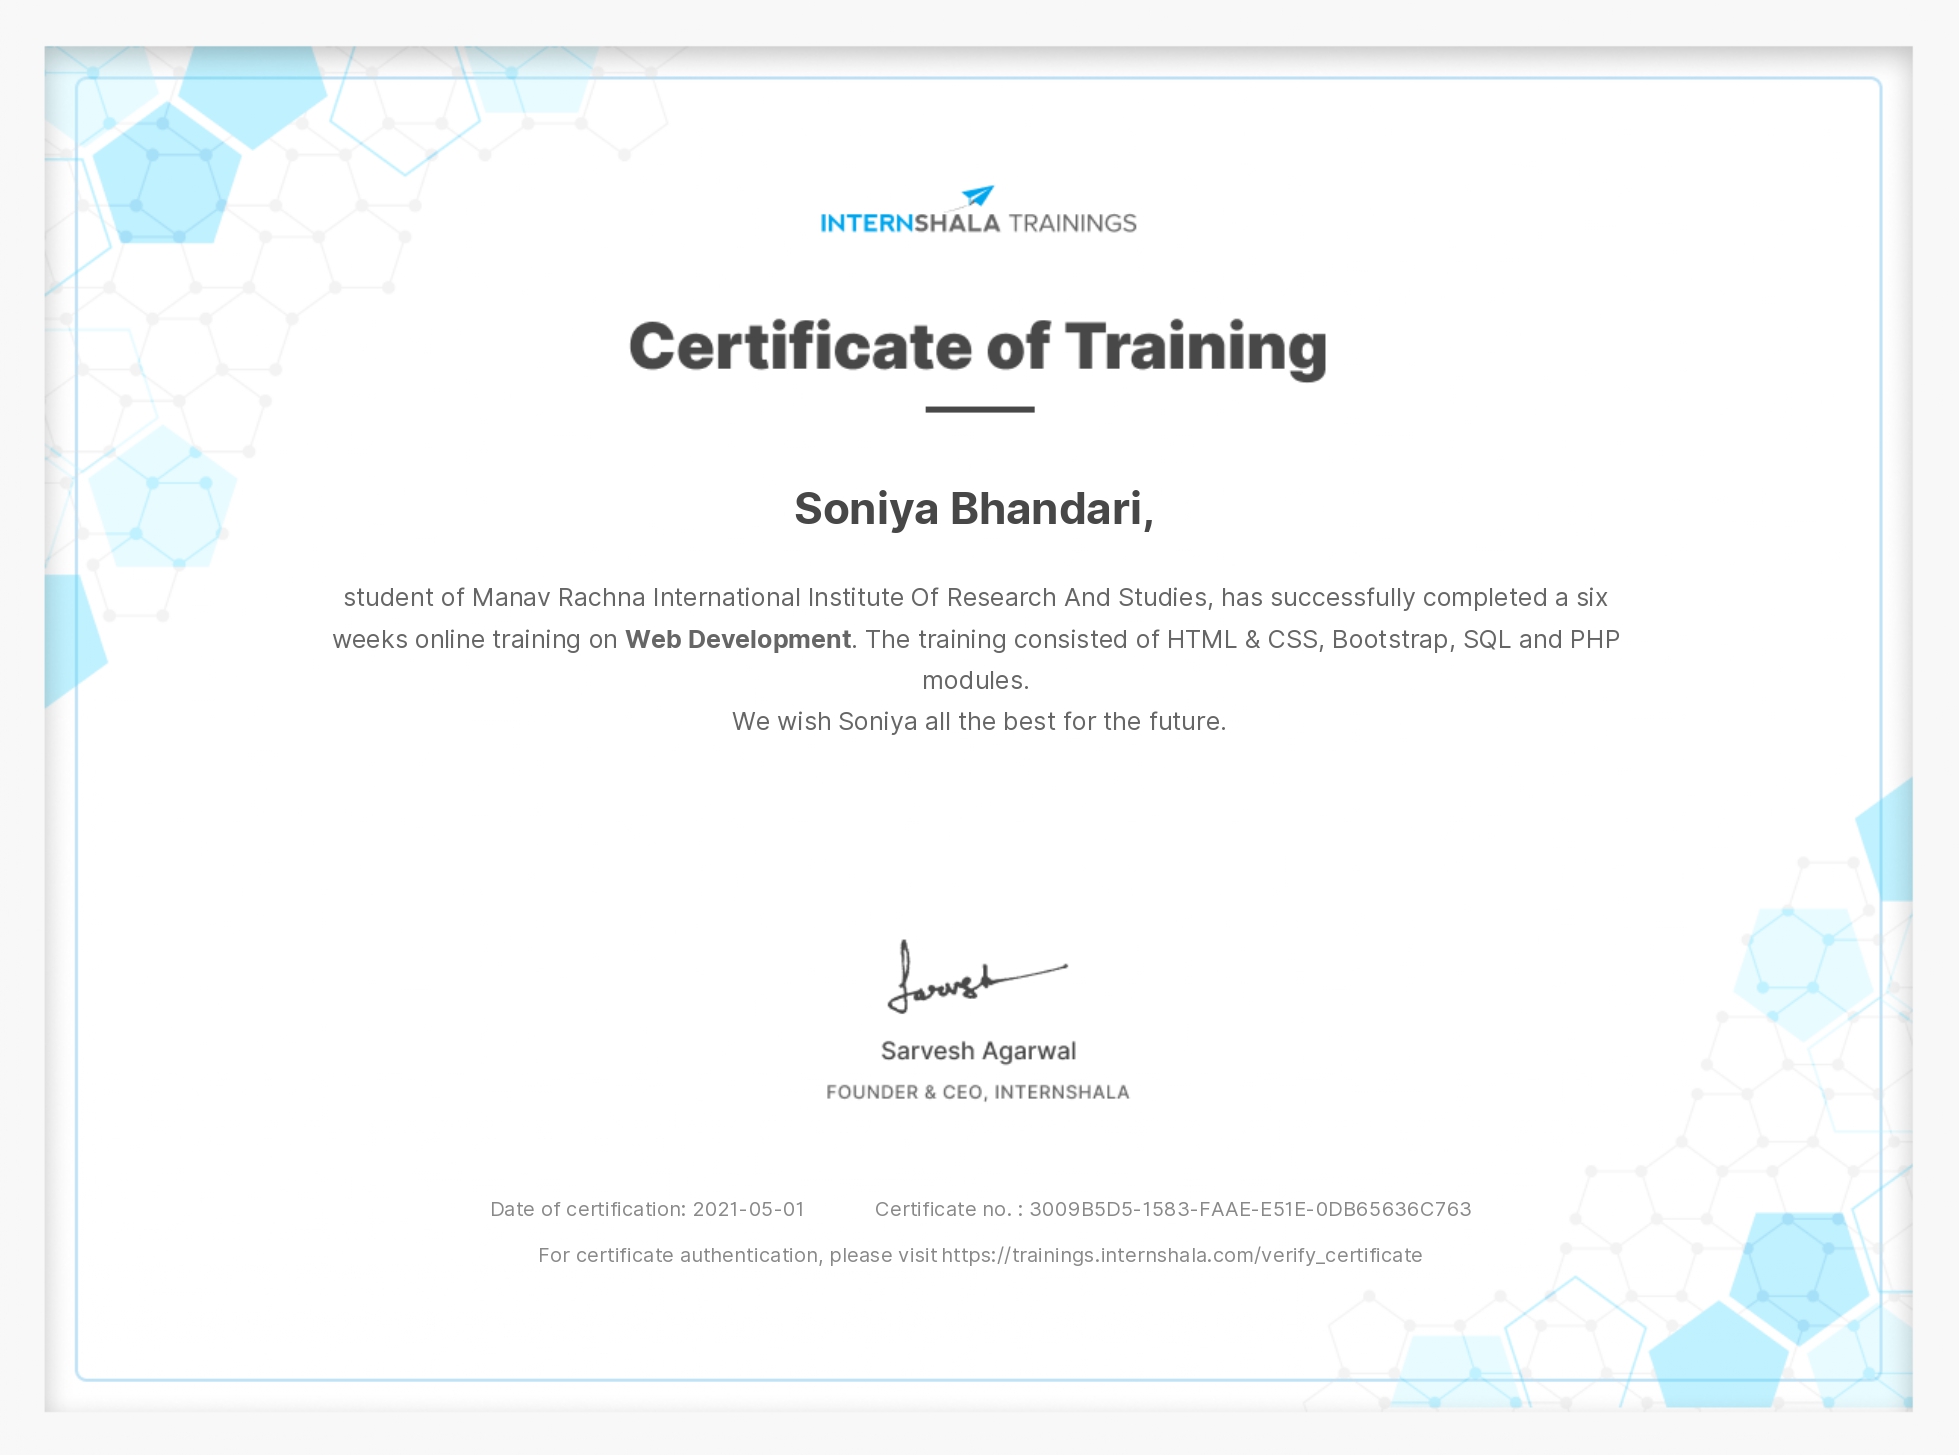 INTERNSHALA TRAININGS
Certificate of Training
Soniya Bhandari,
student of Manav Rachna International Institute Of Research And Studies, has successfully completed a six
weeks online training on Web Development. The training consisted of HTML & CSS, Bootstrap, SQL and PHP
modules.
We wish Soniya all the best for the future.
Sarvesh
Sarvesh Agarwal
FOUNDER & CEO, INTERNSHALA
Date of certification: 2021-05-01 Certificate no. : 3009B5D5-1583-FAAE-E51E-0DB65636C763
For certificate authentication, please visit https://trainings.internshala.com/verify_certificate